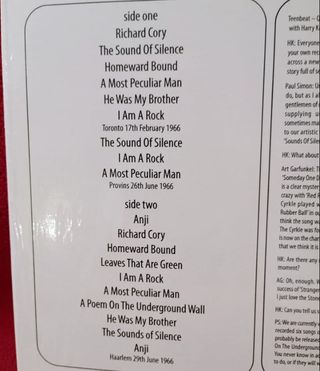 side one
Richard Cory
The Sound Of Silence
Homeward Bound
A Most Peculiar Man
He Was My Brother
I Am A Rock
Toronto 17th February 1966
The Sound Of Silence
I Am A Rock
A Most Peculiar Man
Provins 26th June 1966
side two
Anji
Richard Cory
Homeward Bound
Leaves That Are Green
I Am A Rock
A Most Peculiar Man
A Poem On The Underground Wall
He Was My Brother
The Sounds of Silence
Anji
Haarlem 29th June 1966
Teenbeat –
with Harry
HK: Everyone
your own rec
across a new
story full of se
Paul Simon:
do, but as I al
gentlemen of
supplying u
sometimes ma
to our artistic
'Sounds Of Sile
HK: What about
Art Garfunkel:
'Someday One D
is a clear myster
crazy with 'Red
Cyrkle played w
Rubber Ball' in ou
think the song wa
The Cyrkle was fo
is now on the char
that we think it is
HK: Are there any
moment?
AG: Oh, enough. W
success of 'Stranger
I just love the Stone
HK: Can you tell us
PS: We are currently
recorded six songs
probably be released
On The Underground
You never know in ad
to do, or if they will